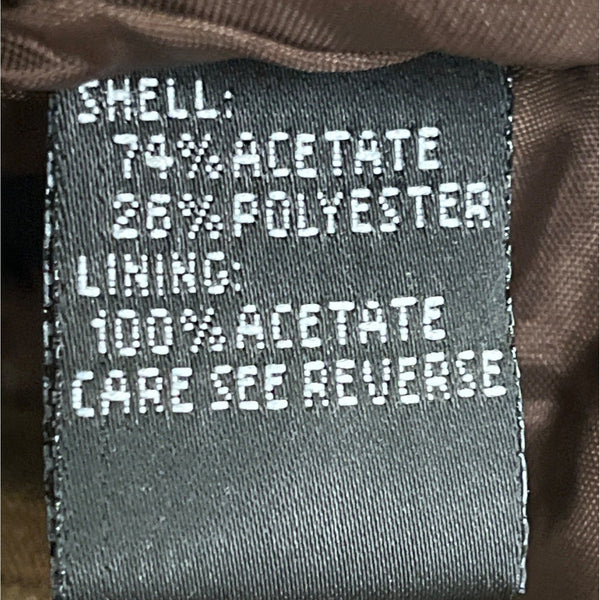 SHELL:
74% ACETATE
26% POLYESTER
LINING:
100% ACETATE
CARE SEE REVERSE